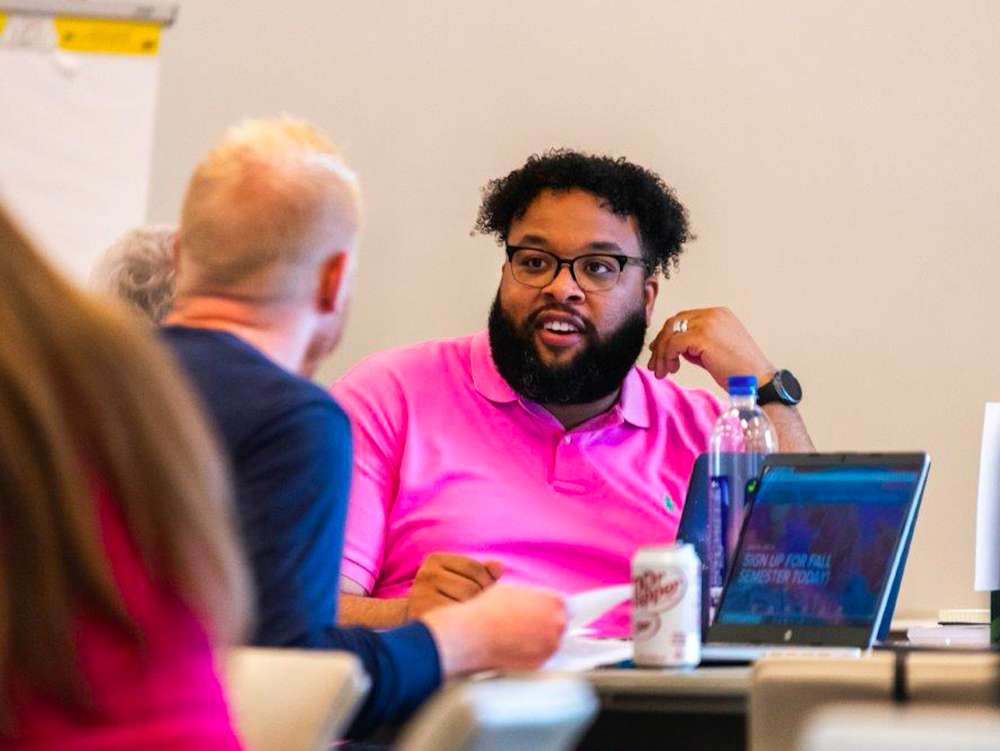 SIGN UP FOR FALL
SEMESTER TODAY!
Dr
Pepper